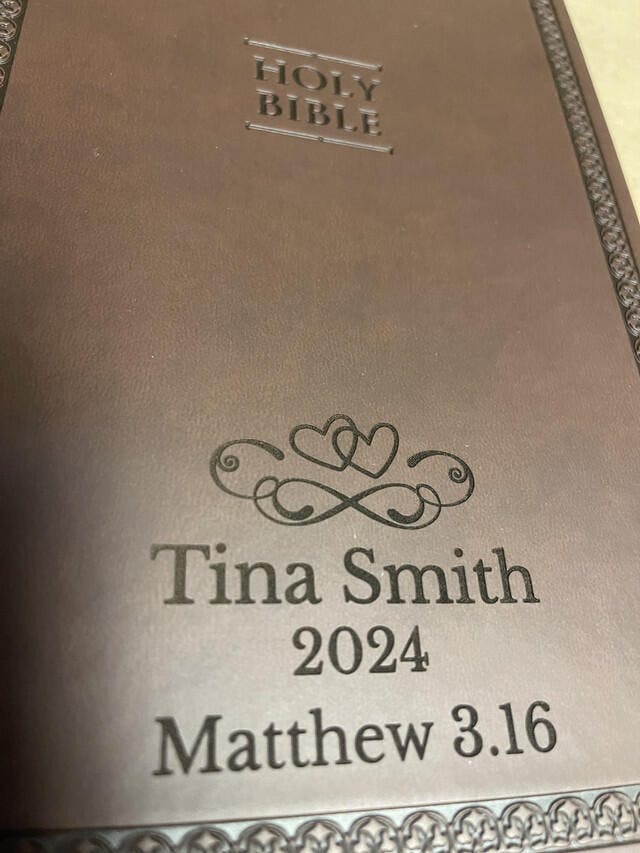 HOLY
BIBLE
Tina Smith
2024
Matthew 3.16